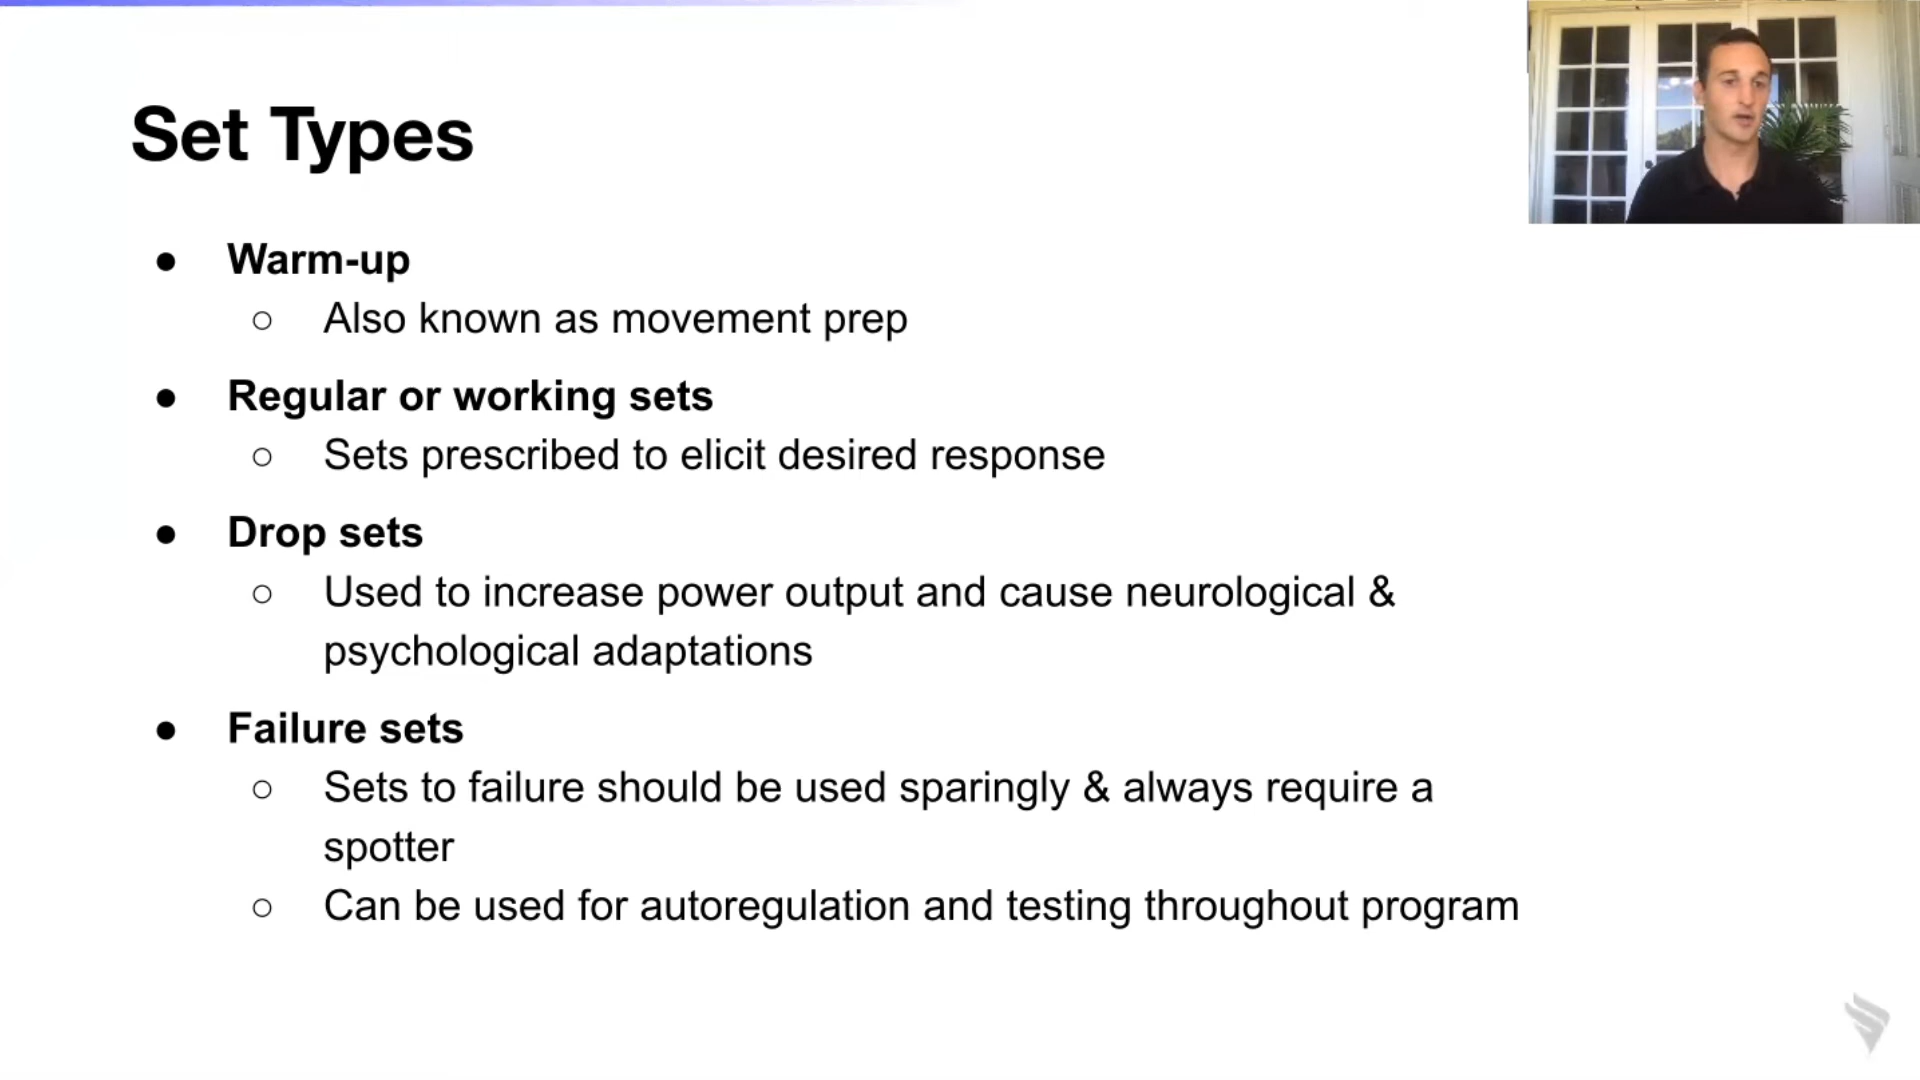 Set Types
● Warm-up
○ Also known as movement prep
● Regular or working sets
○ Sets prescribed to elicit desired response
● Drop sets
○ Used to increase power output and cause neurological &
psychological adaptations
● Failure sets
○ Sets to failure should be used sparingly & always require a
spotter
○ Can be used for autoregulation and testing throughout program